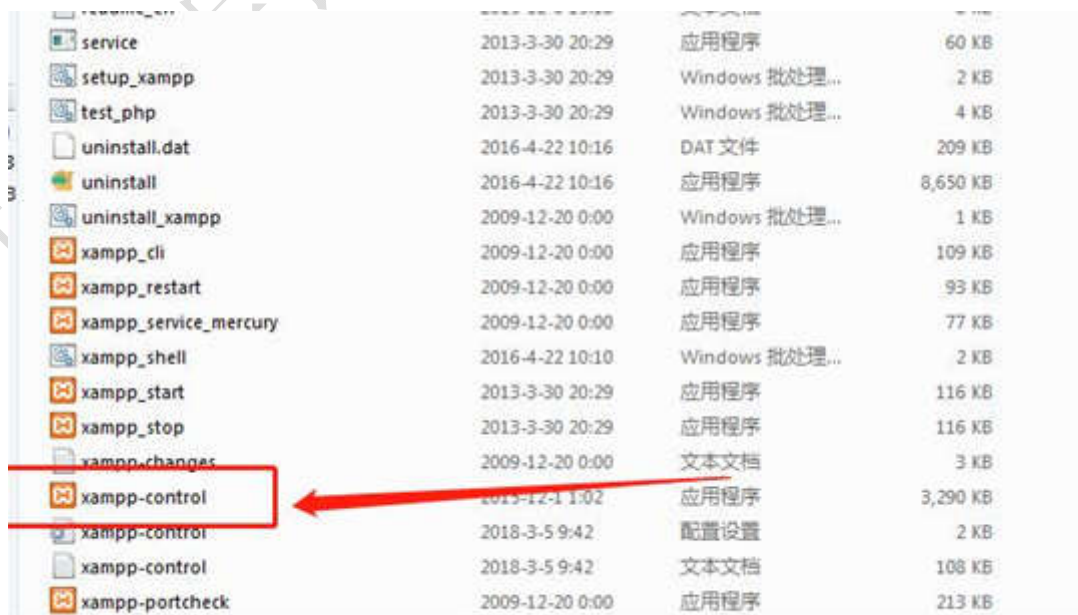 service 2013-3-30 20:29 应用程序 60 KB
setup_xampp 2013-3-30 20:29 Windows 批处理... 2 KB
test_php 2013-3-30 20:29 Windows 批处理... 4 KB
uninstall.dat 2016-4-22 10:16 DAT 文件 209 KB
uninstall 2016-4-22 10:16 应用程序 8,650 KB
uninstall_xampp 2009-12-20 0:00 Windows 批处理... 1 KB
xampp_cli 2009-12-20 0:00 应用程序 109 KB
xampp_restart 2009-12-20 0:00 应用程序 93 KB
xampp_service_mercury 2009-12-20 0:00 应用程序 77 KB
xampp_shell 2016-4-22 10:10 Windows 批处理... 2 KB
xampp_start 2013-3-30 20:29 应用程序 116 KB
xampp_stop 2013-3-30 20:29 应用程序 116 KB
xampp-changes 2009-12-20 0:00 文本文档 3 KB
xampp-control 1:02 应用程序 3,290 KB
xampp-control 2018-3-5 9:42 配置设置 2 KB
xampp-control 2018-3-5 9:42 文本文档 108 KB
xampp-portcheck 2009-12-20 0:00 应用程序 213 KB